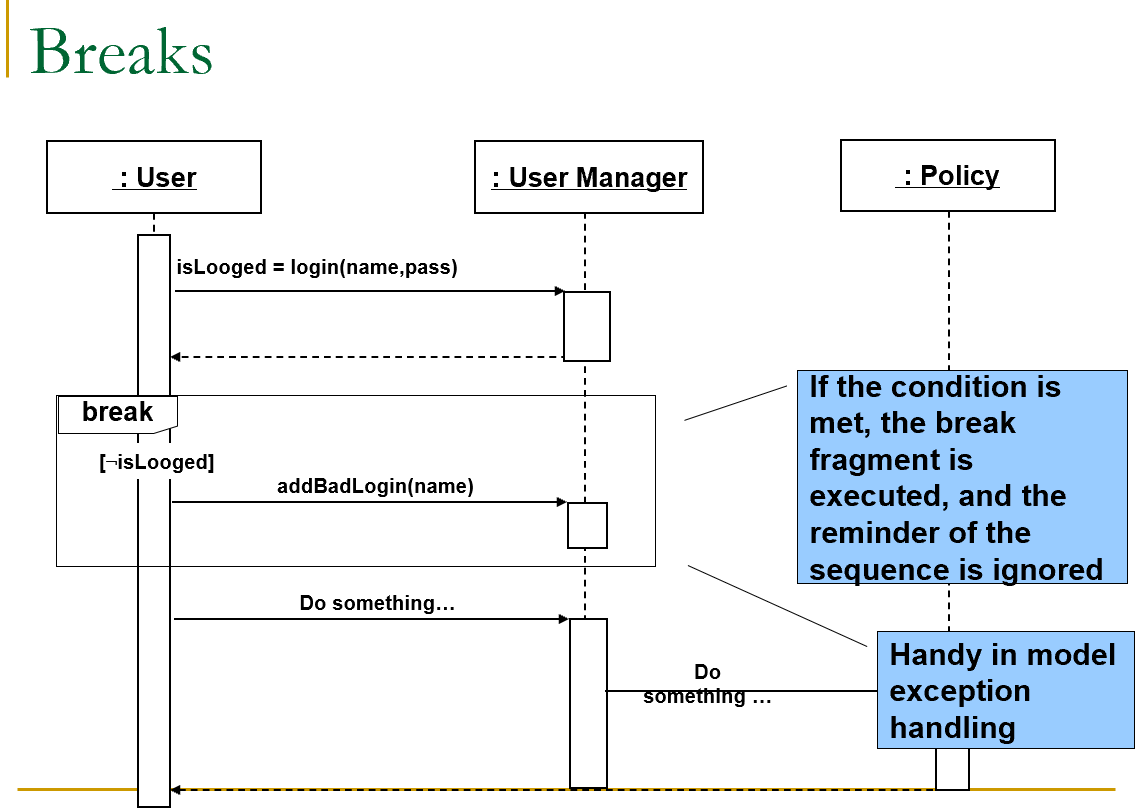 Breaks
: User
: User Manager
: Policy
isLooged = login(name,pass)
break
[¬isLooged]
addBadLogin(name)
If the condition is
met, the break
fragment is
executed, and the
reminder of the
sequence is ignored
Do something…
Do
something …
Handy in model
exception
handling